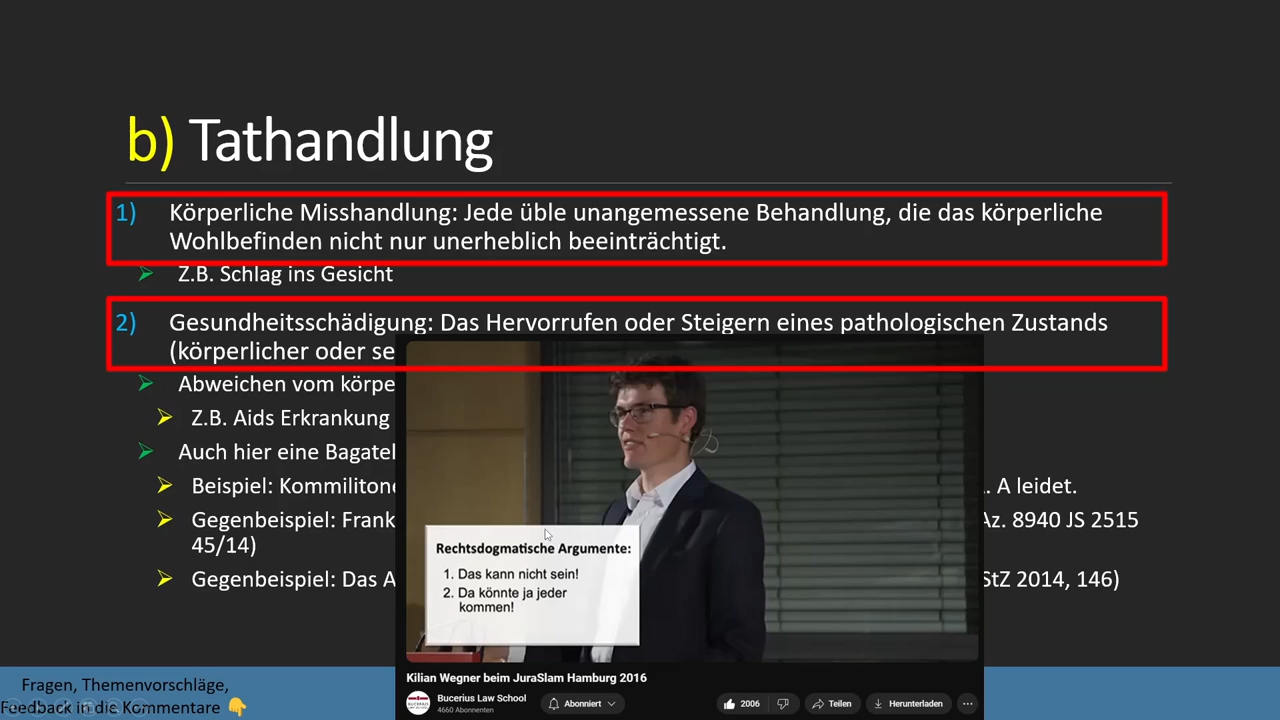 b) Tathandlung
1) Körperliche Misshandlung: Jede üble unangemessene Behandlung, die das körperliche
Wohlbefinden nicht nur unerheblich beeinträchtigt.
Z.B. Schlag ins Gesicht
2) Gesundheitsschädigung: Das Hervorrufen oder Steigern eines pathologischen Zustands
(körperlicher oder se
Abweichen vom körpe
Z.B. Aids Erkrankung
Auch hier eine Bagatel
Beispiel: Kommilitone . A leidet.
Gegenbeispiel: Frank Az. 8940 JS 2515
45/14)
Gegenbeispiel: Das A StZ 2014, 146)
Rechtsdogmatische Argumente:
1. Das kann nicht sein!
2. Da könnte ja jeder
kommen!
Kilian Wegner beim JuraSlam Hamburg 2016
Bucerius Law School
4660 Abonnenten
Abonniert
2006
Teilen
Herunterladen
Fragen, Themenvorschläge,
Feedback in die Kommentare 👇